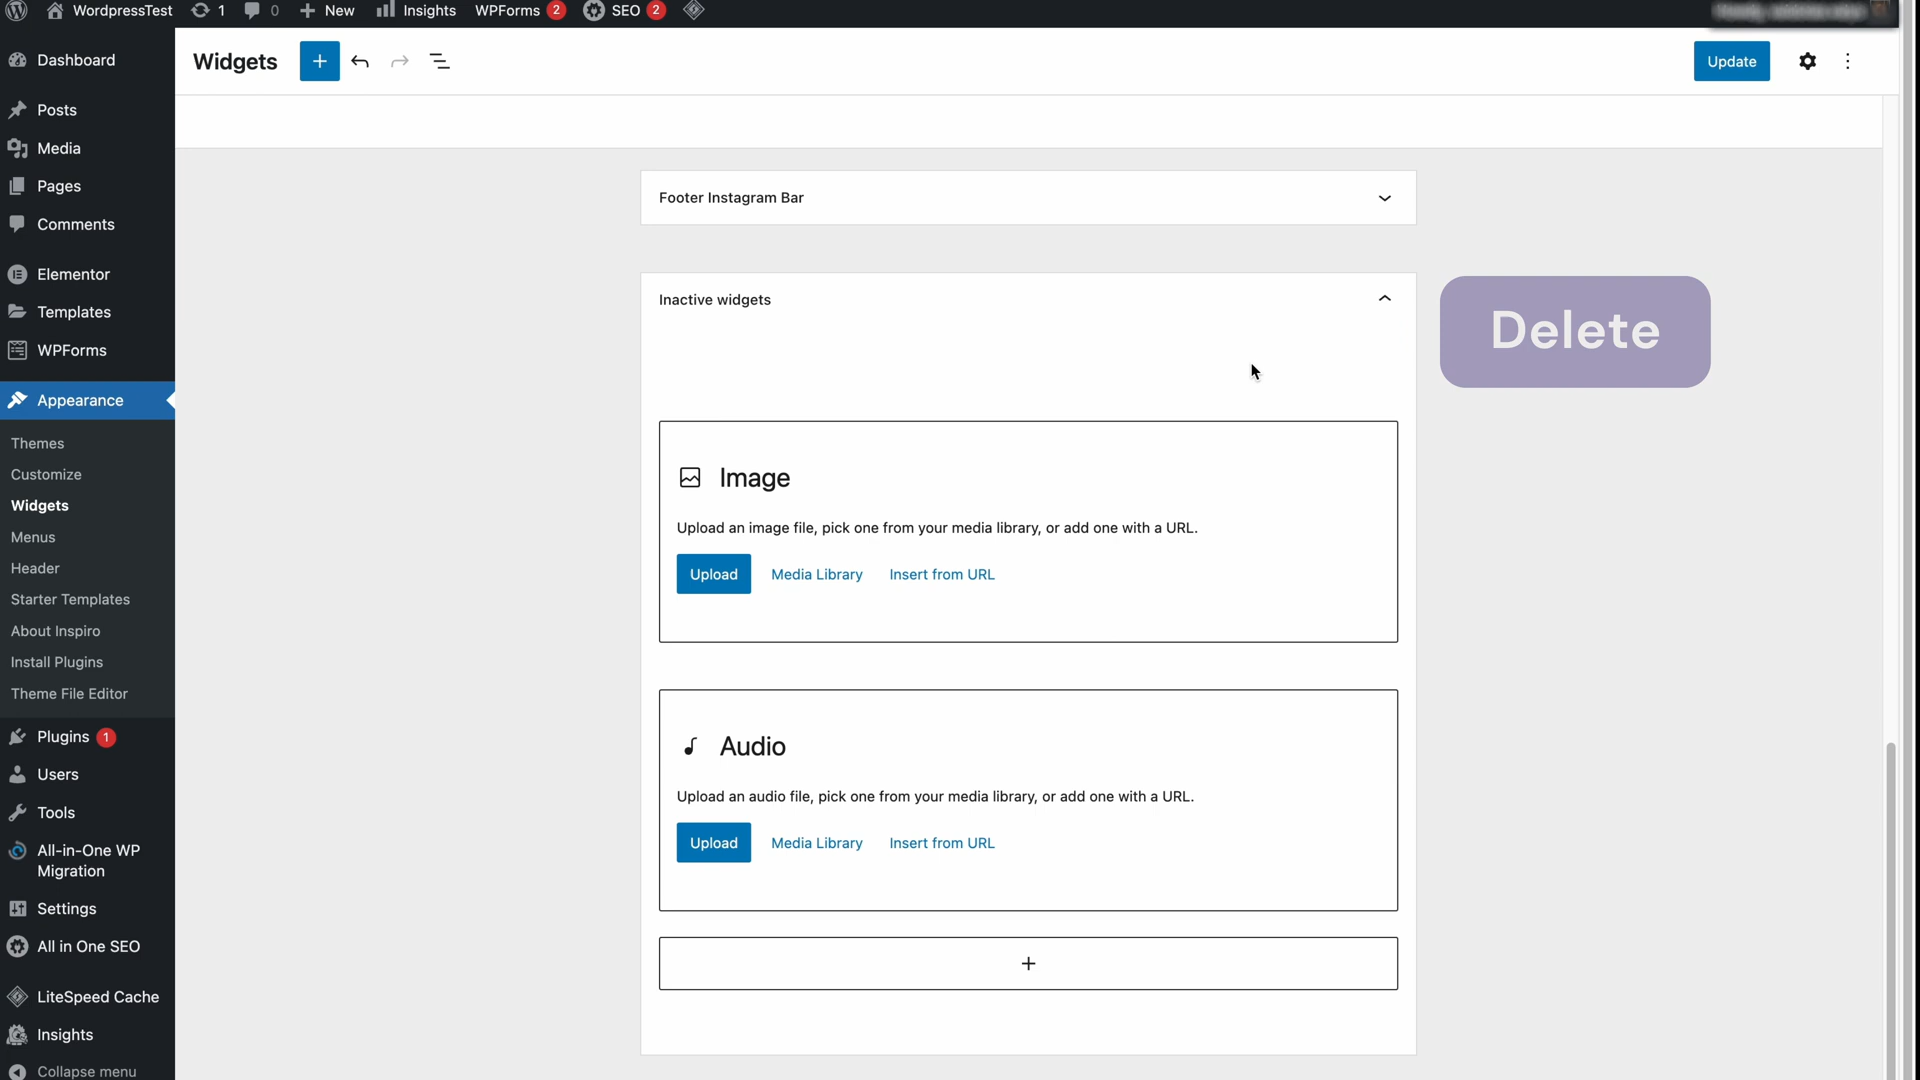 WordpressTest 1 0 New Insights WPForms 2 SEO 2
Widgets
Update
Dashboard
Posts
Media
Pages
Comments
Elementor
Templates
WPForms
Appearance
Themes
Customize
Widgets
Menus
Header
Starter Templates
About Inspiro
Install Plugins
Theme File Editor
Plugins 1
Users
Tools
All-in-One WP
Migration
Settings
All in One SEO
LiteSpeed Cache
Insights
Collapse menu
Footer Instagram Bar
Inactive widgets
Delete
Image
Upload an image file, pick one from your media library, or add one with a URL.
Upload Media Library Insert from URL
Audio
Upload an audio file, pick one from your media library, or add one with a URL.
Upload Media Library Insert from URL